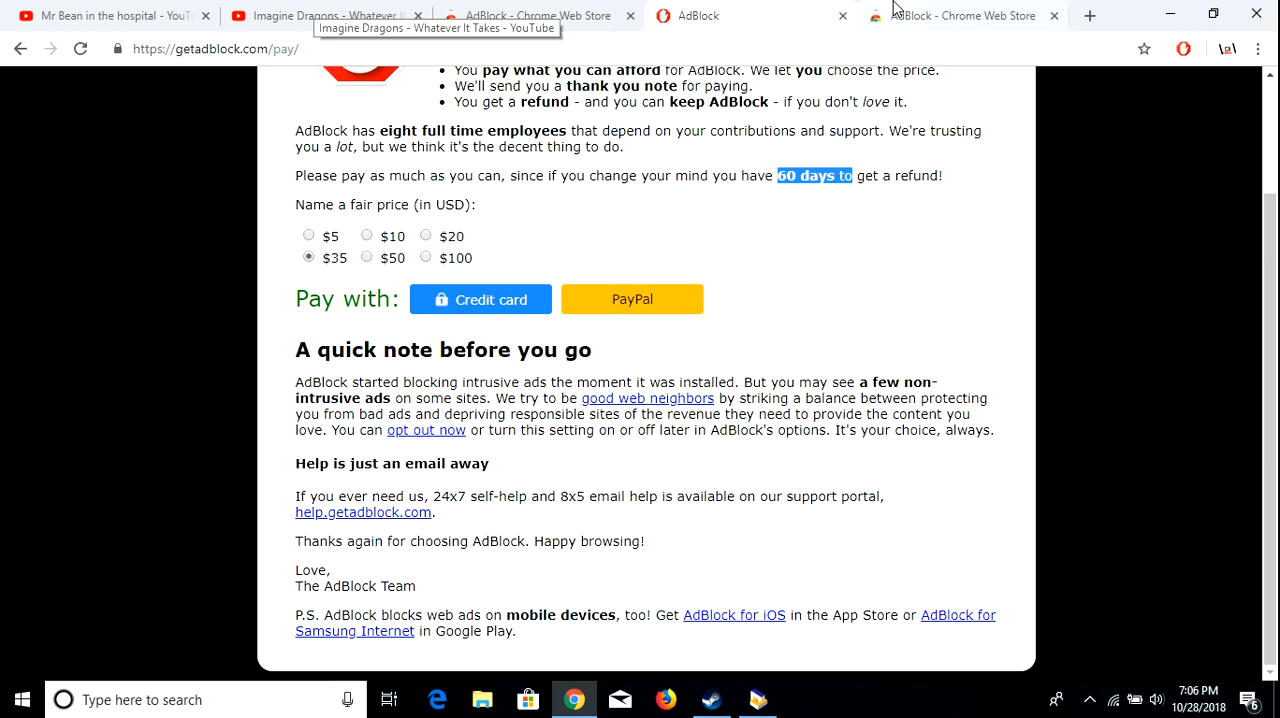 Mr Bean in the hospital - YouT
Imagine Dragons - Whatever It
AdBlock - Chrome Web Store
AdBlock
AdBlock - Chrome Web Store
Imagine Dragons - Whatever It Takes - YouTube
https://getadblock.com/pay/
You pay what you can afford for AdBlock. We let you choose the price.
We'll send you a thank you note for paying.
You get a refund - and you can keep AdBlock - if you don't love it.
AdBlock has eight full time employees that depend on your contributions and support. We're trusting
you a lot, but we think it's the decent thing to do.
Please pay as much as you can, since if you change your mind you have 60 days to get a refund!
Name a fair price (in USD):
$5 $10 $20
$35 $50 $100
Pay with: Credit card PayPal
A quick note before you go
AdBlock started blocking intrusive ads the moment it was installed. But you may see a few non-
intrusive ads on some sites. We try to be good web neighbors by striking a balance between protecting
you from bad ads and depriving responsible sites of the revenue they need to provide the content you
love. You can opt out now or turn this setting on or off later in AdBlock's options. It's your choice, always.
Help is just an email away
If you ever need us, 24x7 self-help and 8x5 email help is available on our support portal,
help.getadblock.com.
Thanks again for choosing AdBlock. Happy browsing!
Love,
The AdBlock Team
P.S. AdBlock blocks web ads on mobile devices, too! Get AdBlock for iOS in the App Store or AdBlock for
Samsung Internet in Google Play.
Type here to search
7:06 PM
10/28/2018
6